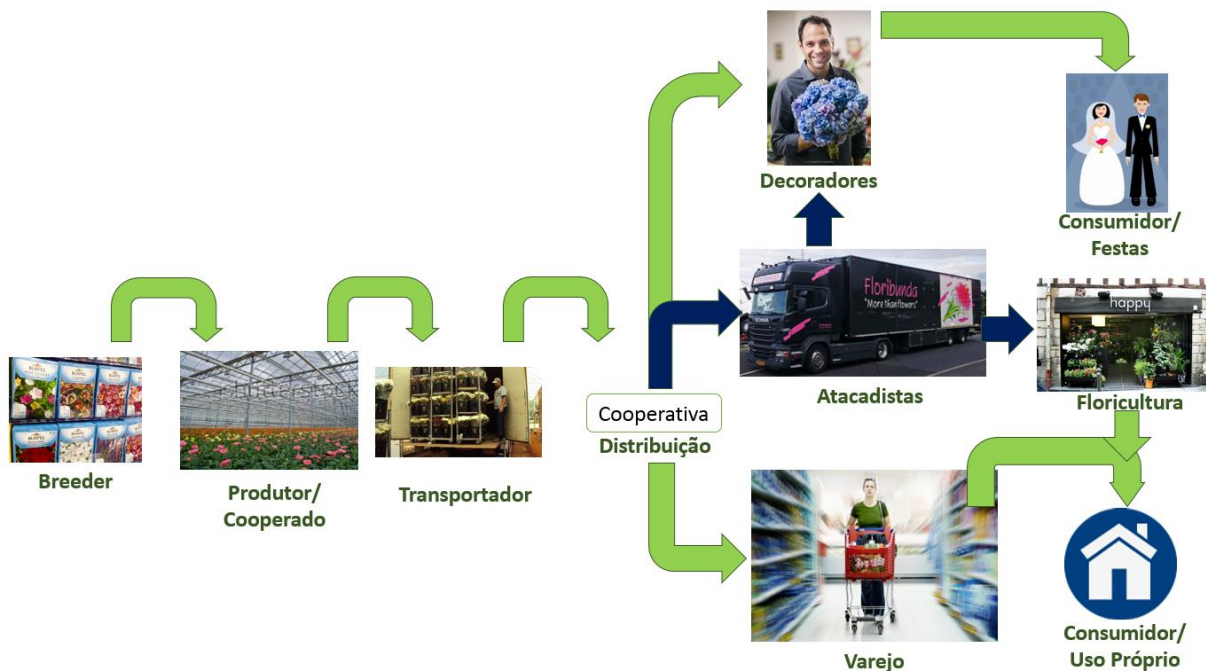 Decoradores
Consumidor/
Festas
Floribunda
"More than flowers"
Atacadistas
happy
Floricultura
Breeder
Produtor/
Cooperado
Transportador
Cooperativa
Distribuição
Varejo
Consumidor/
Uso Próprio